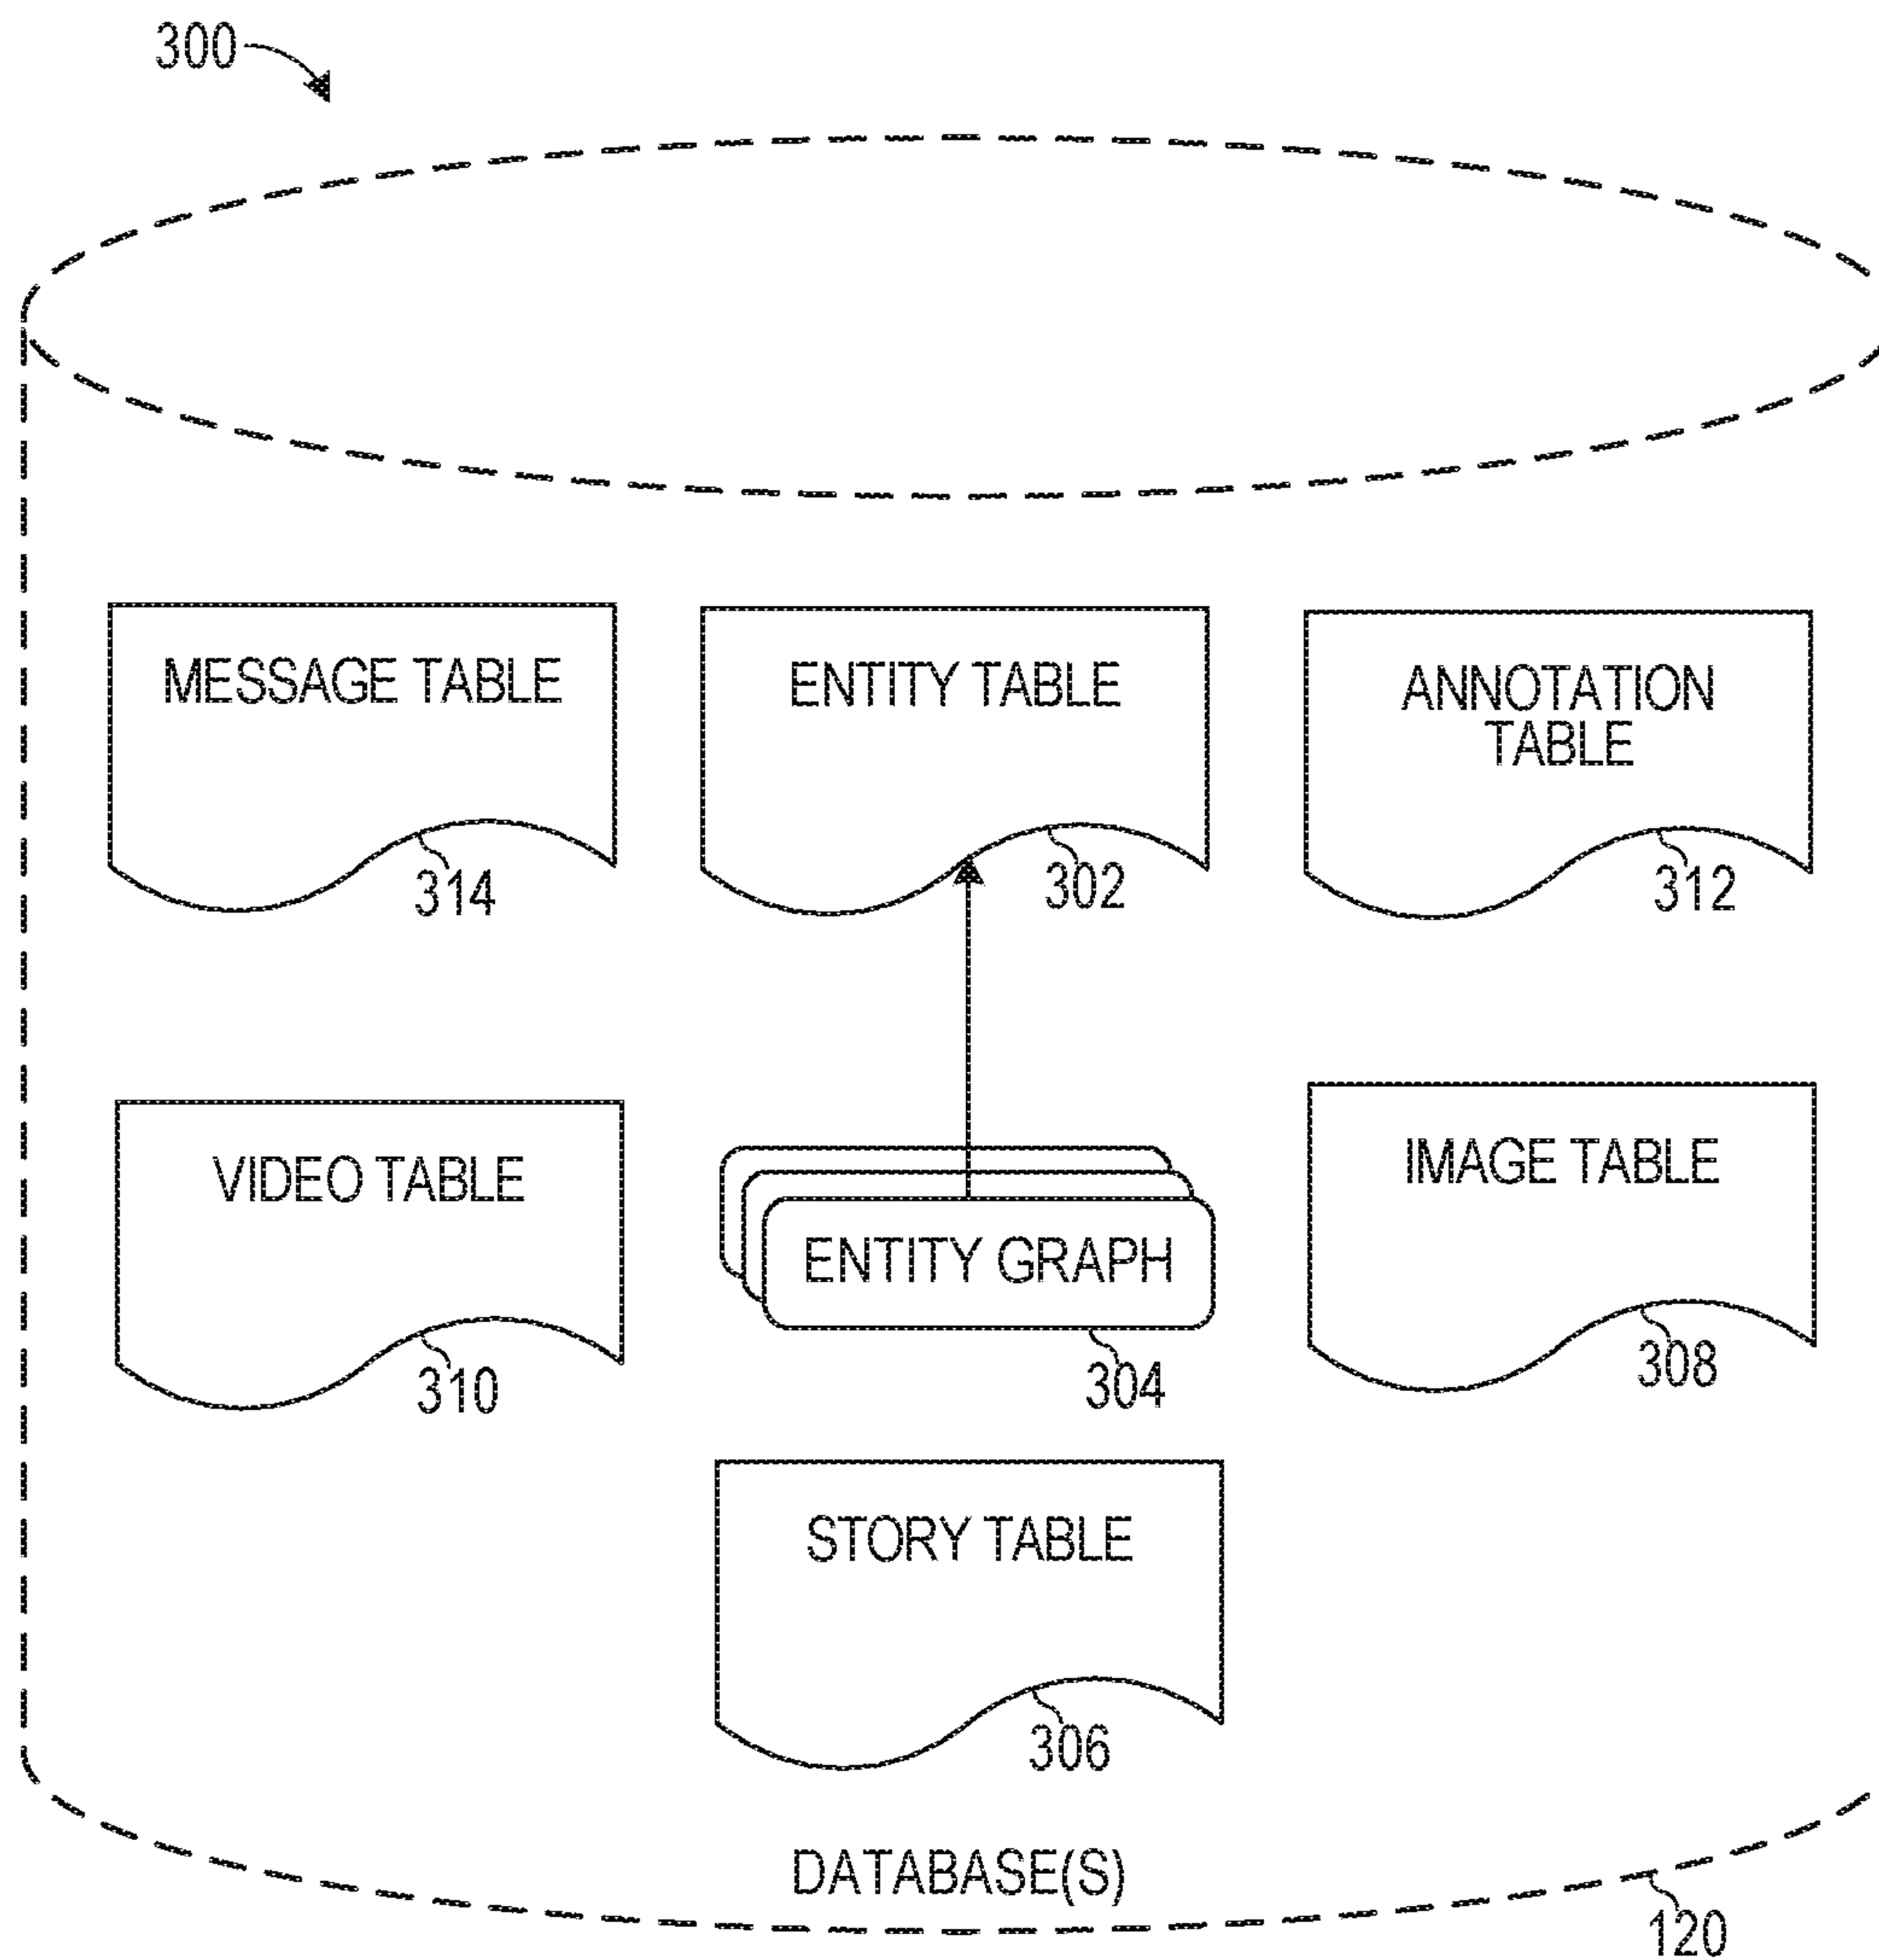 300
MESSAGE TABLE
314
ENTITY TABLE
302
ANNOTATION
TABLE
312
VIDEO TABLE
310
ENTITY GRAPH
304
IMAGE TABLE
308
STORY TABLE
306
DATABASE(S)
120